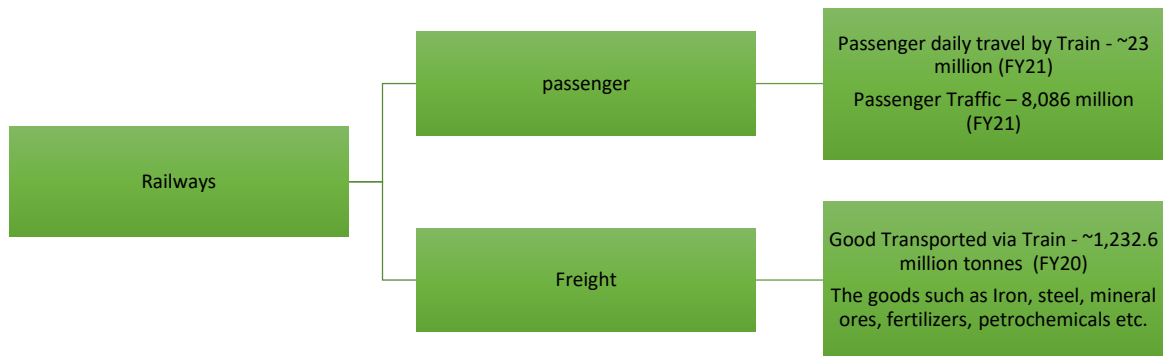 Railways
passenger
Passenger daily travel by Train - ~23
million (FY21)
Passenger Traffic – 8,086 million
(FY21)
Freight
Good Transported via Train - ~1,232.6
million tonnes (FY20)
The goods such as Iron, steel, mineral
ores, fertilizers, petrochemicals etc.